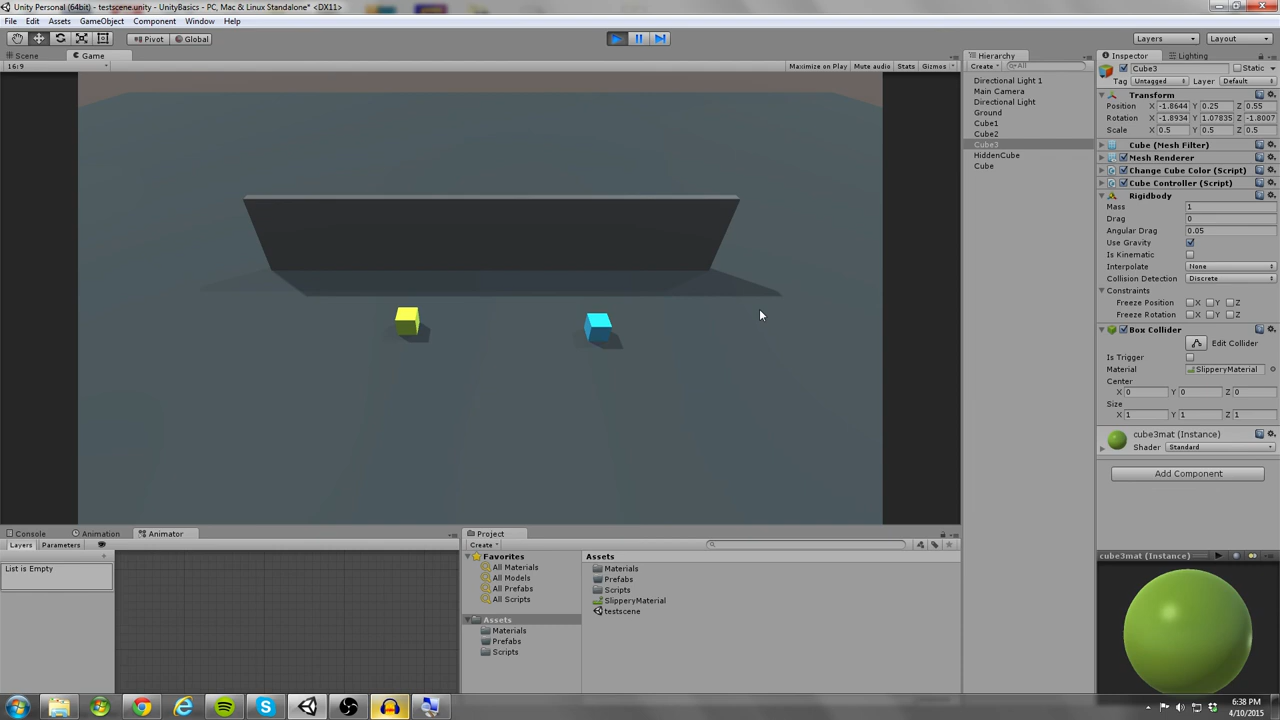 Unity Personal (64bit) - testscene.unity - UnityBasics - PC, Mac & Linux Standalone* <DX11>
File Edit Assets GameObject Component Window Help
Pivot Global Layers Layout
Scene Game
16:9 Maximize on Play Mute audio Stats Gizmos
Hierarchy
Create All
Directional Light 1
Main Camera
Directional Light
Ground
Cube1
Cube2
Cube3
HiddenCube
Cube
Inspector Lighting
Cube3 Static
Tag Untagged Layer Default
Transform
Position X -1.8644 Y 0.25 Z 0.55
Rotation X -1.8934 Y 1.07835 Z -1.8007
Scale X 0.5 Y 0.5 Z 0.5
Cube (Mesh Filter)
Mesh Renderer
Change Cube Color (Script)
Cube Controller (Script)
Rigidbody
Mass 1
Drag 0
Angular Drag 0.05
Use Gravity
Is Kinematic
Interpolate None
Collision Detection Discrete
Constraints
Freeze Position X Y Z
Freeze Rotation X Y Z
Box Collider
Edit Collider
Is Trigger
Material SlipperyMaterial
Center
X 0 Y 0 Z 0
Size
X 1 Y 1 Z 1
cube3mat (Instance)
Shader Standard
Add Component
cube3mat (Instance)
Console Animation Animator
Layers Parameters
List is Empty
Project
Create
Favorites
All Materials
All Models
All Prefabs
All Scripts
Assets
Materials
Prefabs
Scripts
Assets
Materials
Prefabs
Scripts
SlipperyMaterial
testscene
6:38 PM
4/10/2015